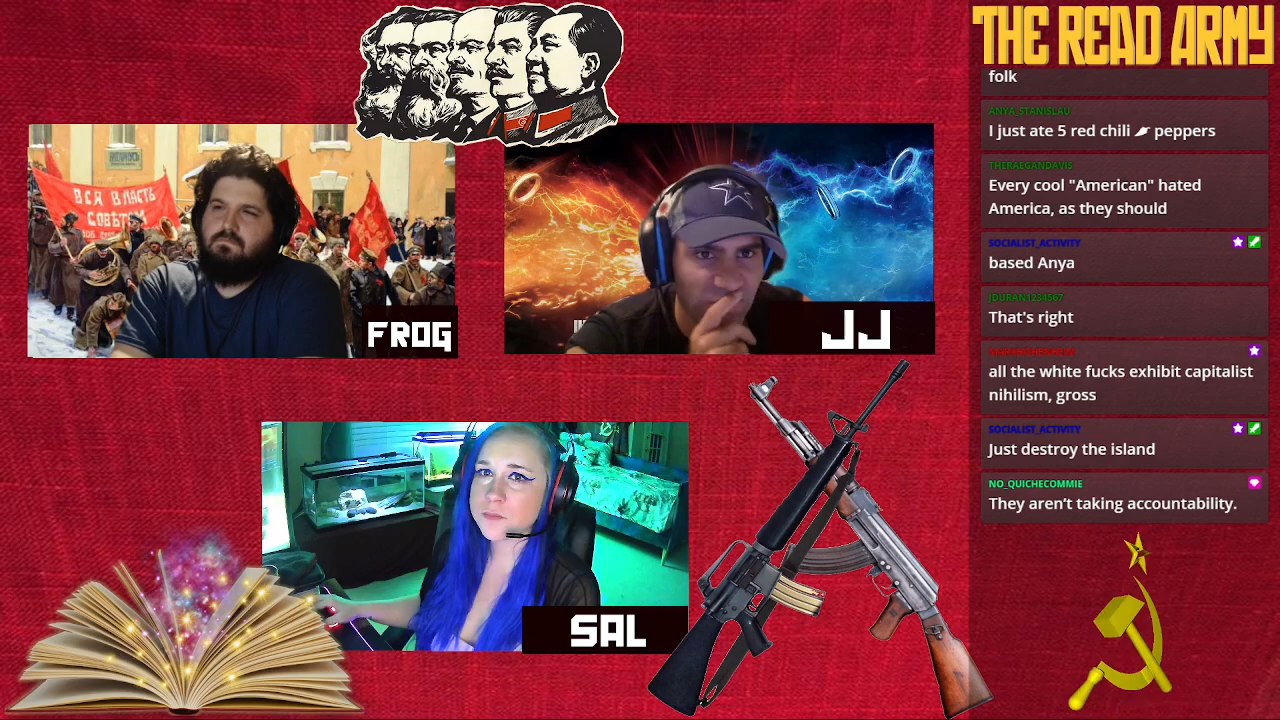 THE READ ARMY
folk
ANYA_STANISLAU
I just ate 5 red chili 🌶 peppers
THERAEGANDAVIS
Every cool "American" hated
America, as they should
SOCIALIST_ACTIVITY
based Anya
JDURAN1234567
That's right
all the white fucks exhibit capitalist
nihilism, gross
SOCIALIST_ACTIVITY
Just destroy the island
NO_QUICHECOMMIE
They aren't taking accountability.
ВСЯ ВЛАСТЬ
СОВѢТАМ
FROG
JJ
SAL